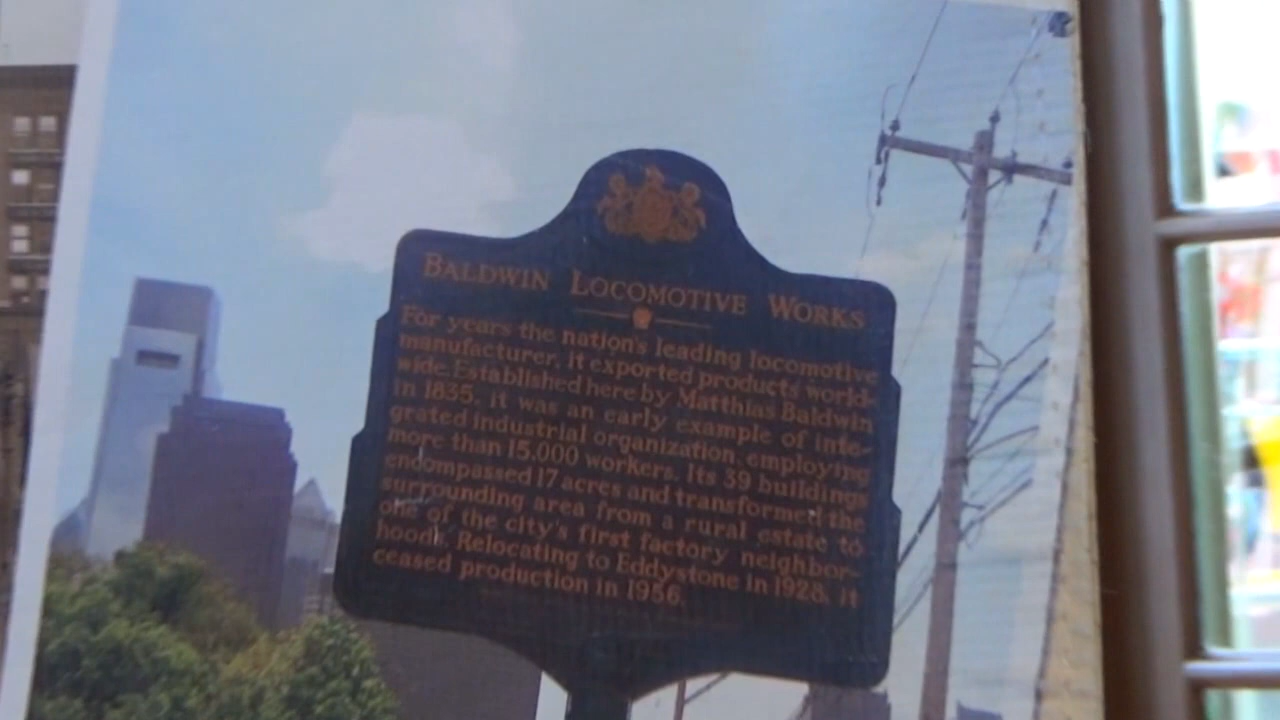 BALDWIN LOCOMOTIVE WORKS
For years the nation's leading locomotive
manufacturer, it exported products world-
wide. Established here by Matthias Baldwin
in 1835, it was an early example of inte-
grated industrial organization, employing
more than 15,000 workers. Its 39 buildings
encompassed 17 acres and transformed the
surrounding area from a rural estate to
one of the city's first factory neighbor-
hoods. Relocating to Eddystone in 1928, it
ceased production in 1956.